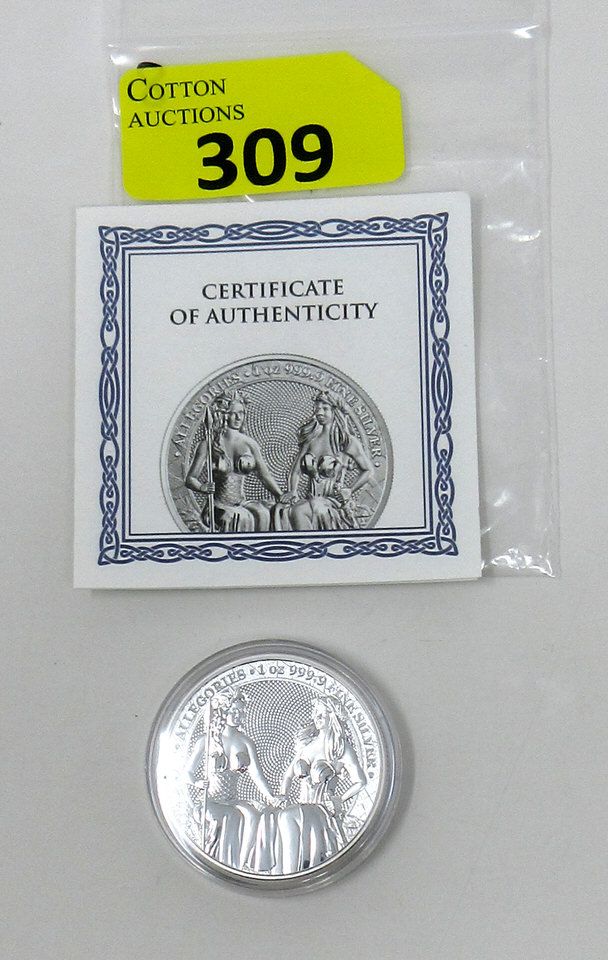 COTTON
AUCTIONS
309
CERTIFICATE
OF AUTHENTICITY
ALLEGORIES · 1 oz 999.9 FINE SILVER ·
ALLEGORIES · 1 oz 999.9 FINE SILVER ·